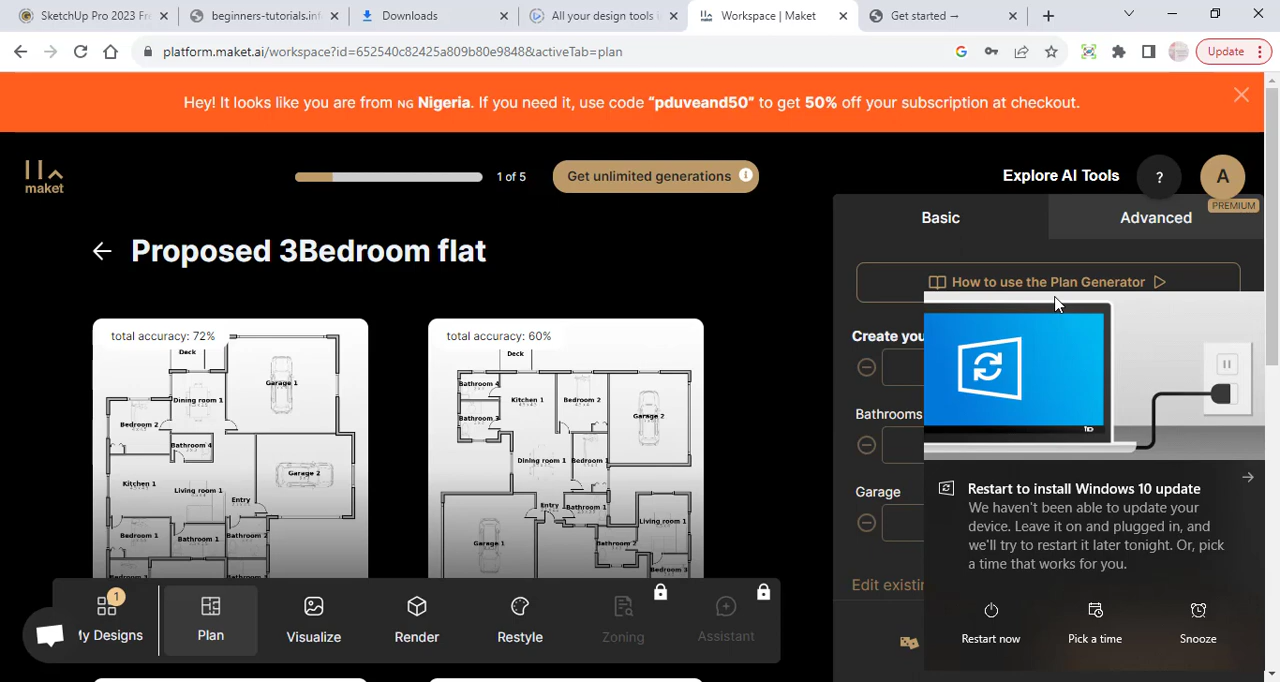 SketchUp Pro 2023 Fr
beginners-tutorials.inf
Downloads
All your design tools
Workspace | Maket
Get started →
platform.maket.ai/workspace?id=652540c82425a809b80e9848&activeTab=plan
Update
Hey! It looks like you are from NG Nigeria. If you need it, use code “pduveand50” to get 50% off your subscription at checkout.
maket
1 of 5
Get unlimited generations
Explore AI Tools
?
A
PREMIUM
Proposed 3Bedroom flat
Basic
Advanced
How to use the Plan Generator
total accuracy: 72%
Deck
Garage 1
Dining room 1
Bedroom 2
Bathroom 4
Kitchen 1
Living room 1
Garage 2
Entry
Bedroom 1
Bathroom 1
Bathroom 2
Bedroom 3
total accuracy: 60%
Deck
Bathroom 4
Kitchen 1
Bedroom 2
Bathroom 3
Garage 2
Dining room 1
Bedroom 1
Entry
Bathroom 1
Living room 1
Garage 1
Bathroom 2
Bedroom 3
Create you
Bathrooms
Garage
Edit existin
Restart to install Windows 10 update
We haven't been able to update your
device. Leave it on and plugged in, and
we'll try to restart it later tonight. Or, pick
a time that works for you.
Restart now
Pick a time
Snooze
1
My Designs
Plan
Visualize
Render
Restyle
Zoning
Assistant